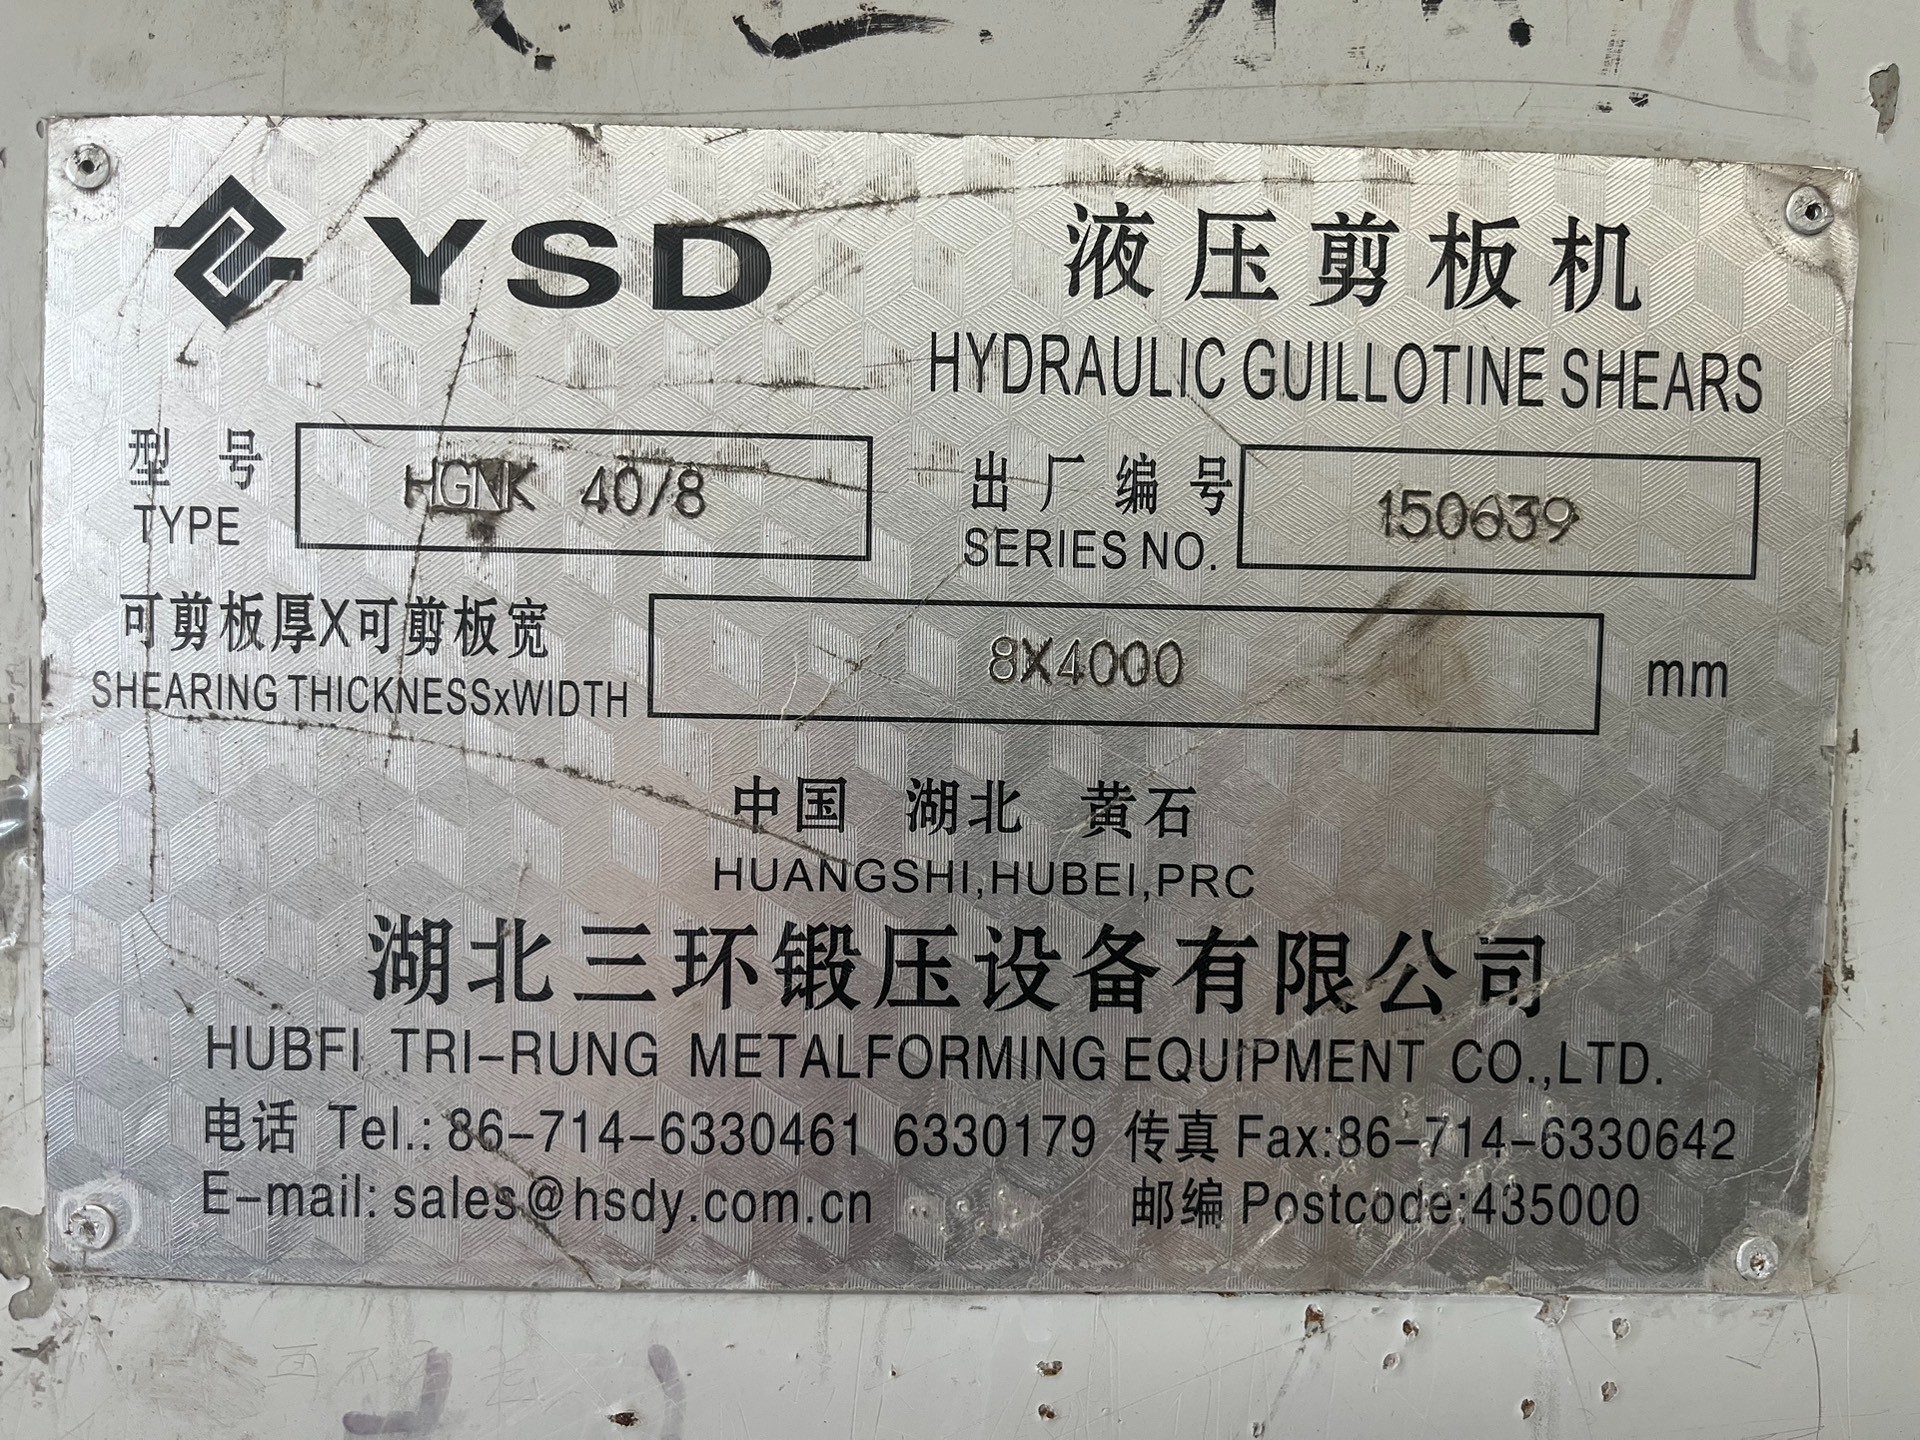 YSD
液压剪板机
HYDRAULIC GUILLOTINE SHEARS
型号 HGNK 40/8
TYPE
出厂编号 150639
SERIES NO.
可剪板厚X可剪板宽 8X4000 mm
SHEARING THICKNESSxWIDTH
中国 湖北 黄石
HUANGSHI,HUBEI,PRC
湖北三环锻压设备有限公司
HUBFI TRI-RUNG METALFORMING EQUIPMENT CO.,LTD.
电话 Tel.: 86-714-6330461 6330179 传真 Fax:86-714-6330642
E-mail: sales@hsdy.com.cn 邮编 Postcode:435000